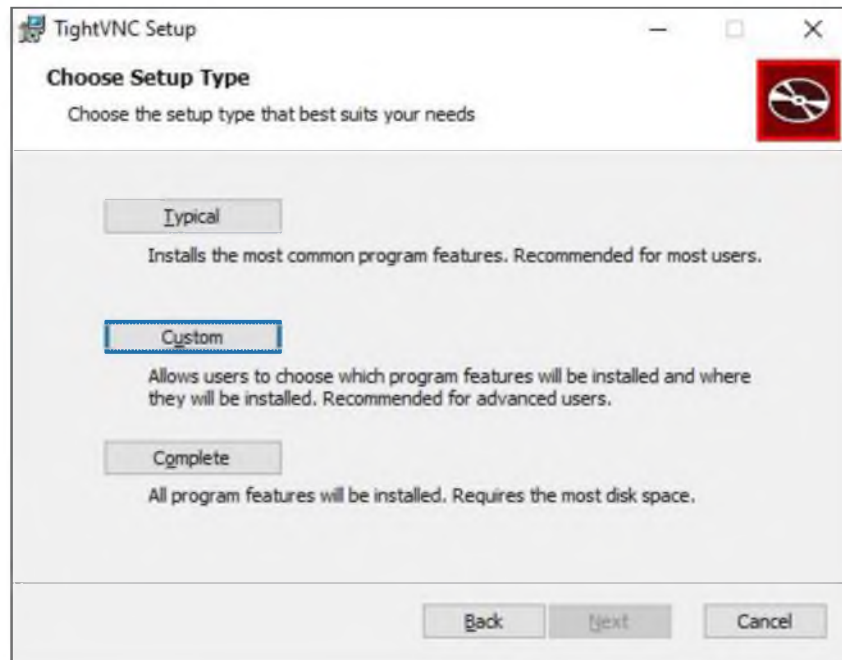 TightVNC Setup
Choose Setup Type
Choose the setup type that best suits your needs
Typical
Installs the most common program features. Recommended for most users.
Custom
Allows users to choose which program features will be installed and where
they will be installed. Recommended for advanced users.
Complete
All program features will be installed. Requires the most disk space.
Back Next Cancel